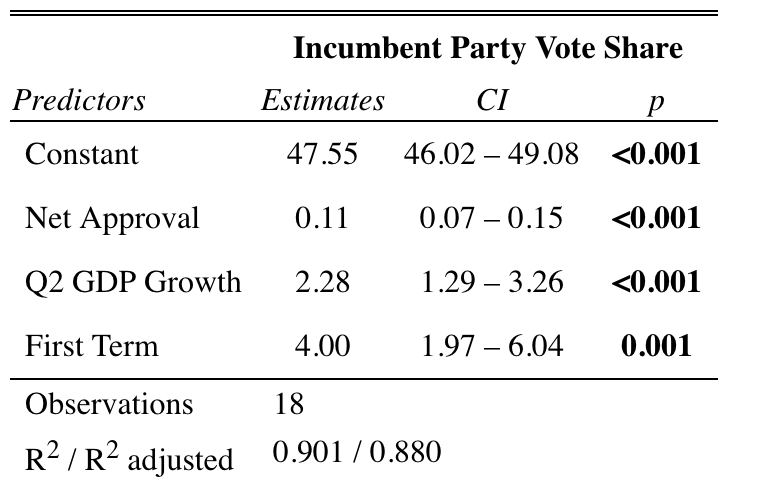 Incumbent Party Vote Share
Predictors Estimates CI p
Constant 47.55 46.02 – 49.08 <0.001
Net Approval 0.11 0.07 – 0.15 <0.001
Q2 GDP Growth 2.28 1.29 – 3.26 <0.001
First Term 4.00 1.97 – 6.04 0.001
Observations 18
R² / R² adjusted 0.901 / 0.880